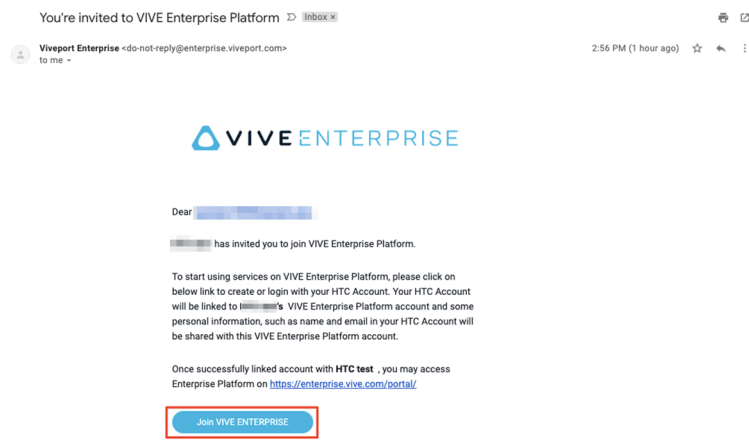 You're invited to VIVE Enterprise Platform Inbox ×
Viveport Enterprise <do-not-reply@enterprise.viveport.com> 2:56 PM (1 hour ago)
to me
VIVE ENTERPRISE
Dear
has invited you to join VIVE Enterprise Platform.
To start using services on VIVE Enterprise Platform, please click on
below link to create or login with your HTC Account. Your HTC Account
will be linked to 's VIVE Enterprise Platform account and some
personal information, such as name and email in your HTC Account will
be shared with this VIVE Enterprise Platform account.
Once successfully linked account with HTC test , you may access
Enterprise Platform on https://enterprise.vive.com/portal/
Join VIVE ENTERPRISE